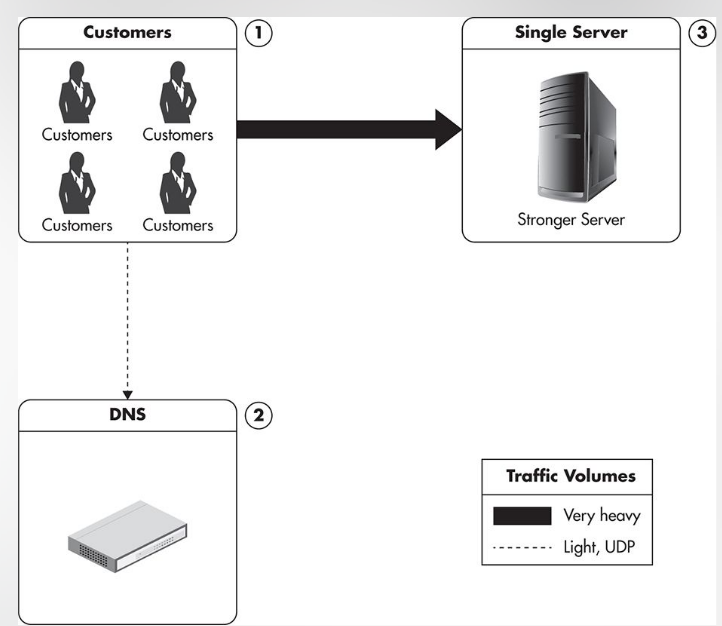 Customers
1
Customers
Customers
Customers
Customers
Single Server
3
Stronger Server
DNS
2
Traffic Volumes
Very heavy
Light, UDP